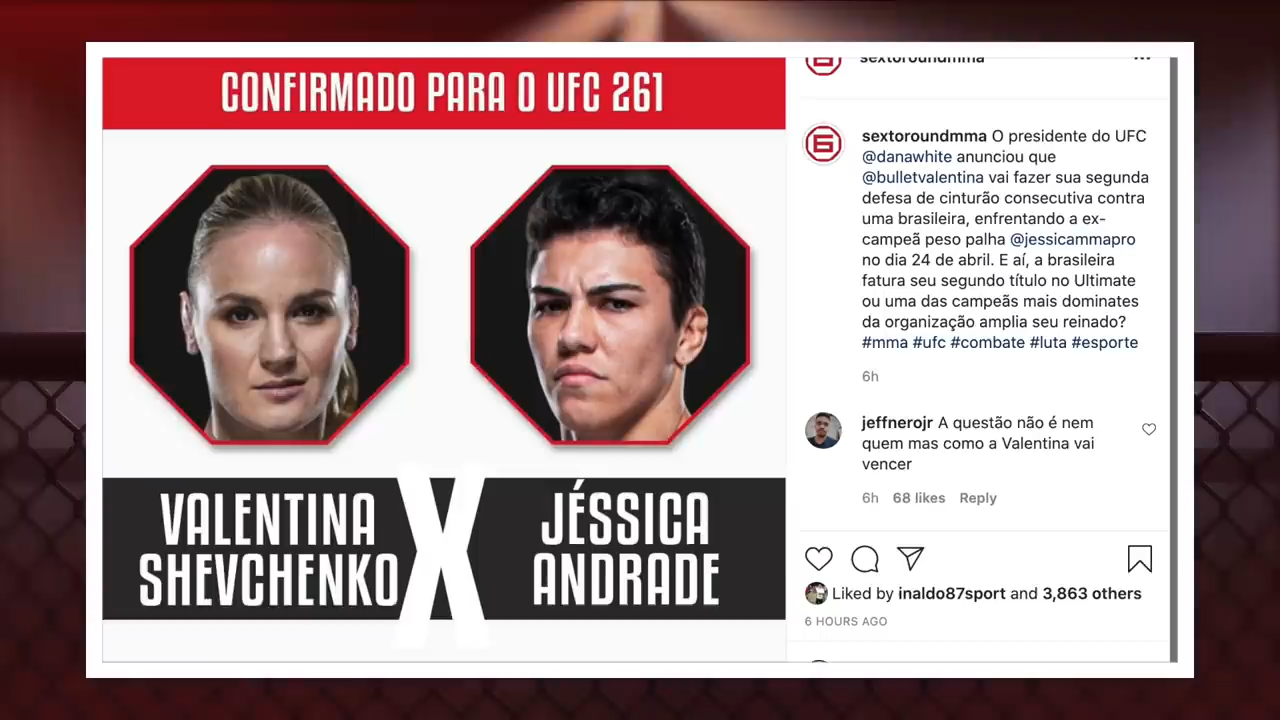 CONFIRMADO PARA O UFC 261
VALENTINA
SHEVCHENKO
X
JÉSSICA
ANDRADE
sextoroundmma
sextoroundmma O presidente do UFC
@danawhite anunciou que
@bulletvalentina vai fazer sua segunda
defesa de cinturão consecutiva contra
uma brasileira, enfrentando a ex-
campeã peso palha @jessicammapro
no dia 24 de abril. E aí, a brasileira
fatura seu segundo título no Ultimate
ou uma das campeãs mais dominates
da organização amplia seu reinado?
#mma #ufc #combate #luta #esporte
6h
jeffnerojr A questão não é nem
quem mas como a Valentina vai
vencer
6h 68 likes Reply
Liked by inaldo87sport and 3,863 others
6 HOURS AGO